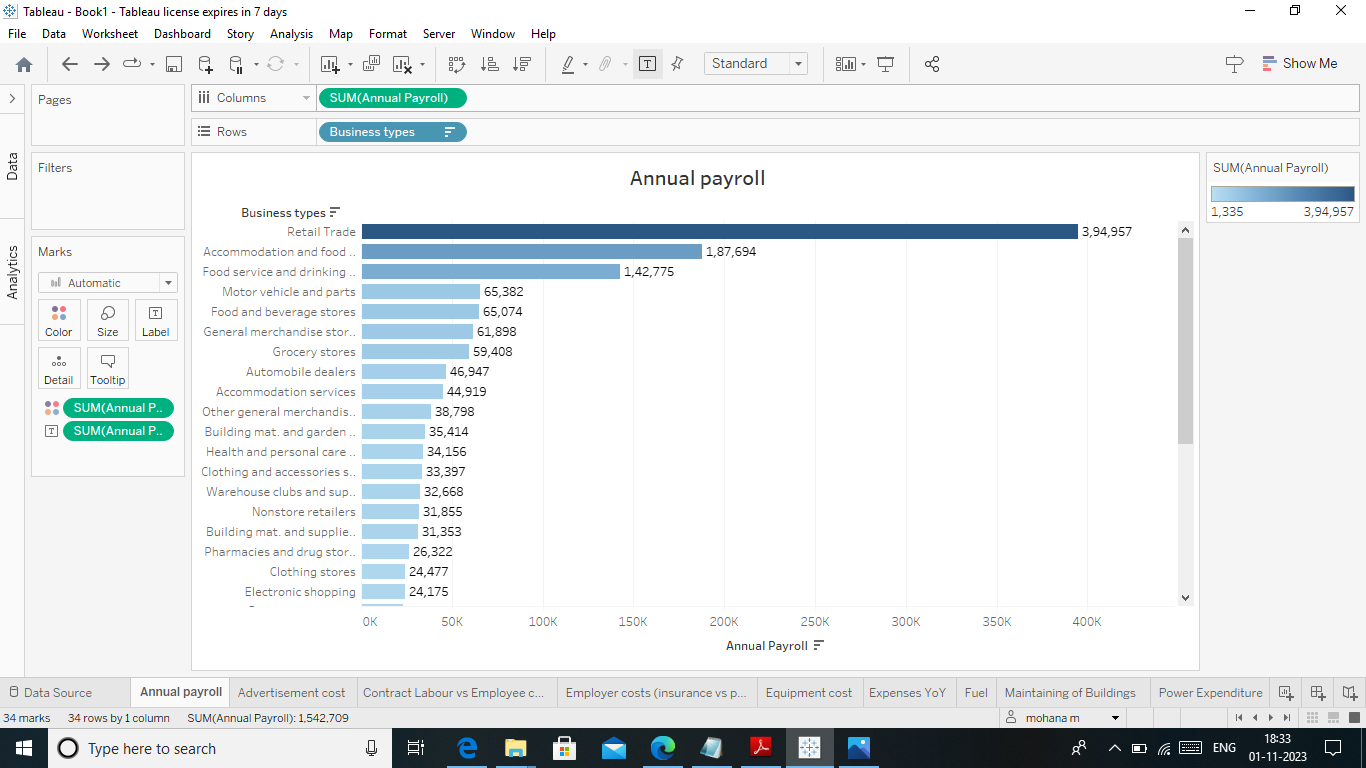 Tableau - Book1 - Tableau license expires in 7 days
File Data Worksheet Dashboard Story Analysis Map Format Server Window Help
Standard
Show Me
Pages
Columns
SUM(Annual Payroll)
Rows
Business types
Data
Analytics
Filters
Marks
Automatic
Color
Size
Label
Detail
Tooltip
SUM(Annual P..
SUM(Annual P..
Annual payroll
Business types
Retail Trade 3,94,957
Accommodation and food .. 1,87,694
Food service and drinking .. 1,42,775
Motor vehicle and parts 65,382
Food and beverage stores 65,074
General merchandise stor.. 61,898
Grocery stores 59,408
Automobile dealers 46,947
Accommodation services 44,919
Other general merchandis.. 38,798
Building mat. and garden .. 35,414
Health and personal care .. 34,156
Clothing and accessories s.. 33,397
Warehouse clubs and sup.. 32,668
Nonstore retailers 31,855
Building mat. and supplie.. 31,353
Pharmacies and drug stor.. 26,322
Clothing stores 24,477
Electronic shopping 24,175
0K 50K 100K 150K 200K 250K 300K 350K 400K
Annual Payroll
SUM(Annual Payroll)
1,335 3,94,957
Data Source Annual payroll Advertisement cost Contract Labour vs Employee c... Employer costs (insurance vs p... Equipment cost Expenses YoY Fuel Maintaining of Buildings Power Expenditure
34 marks 34 rows by 1 column SUM(Annual Payroll): 1,542,709 mohana m
Type here to search
ENG
18:33
01-11-2023